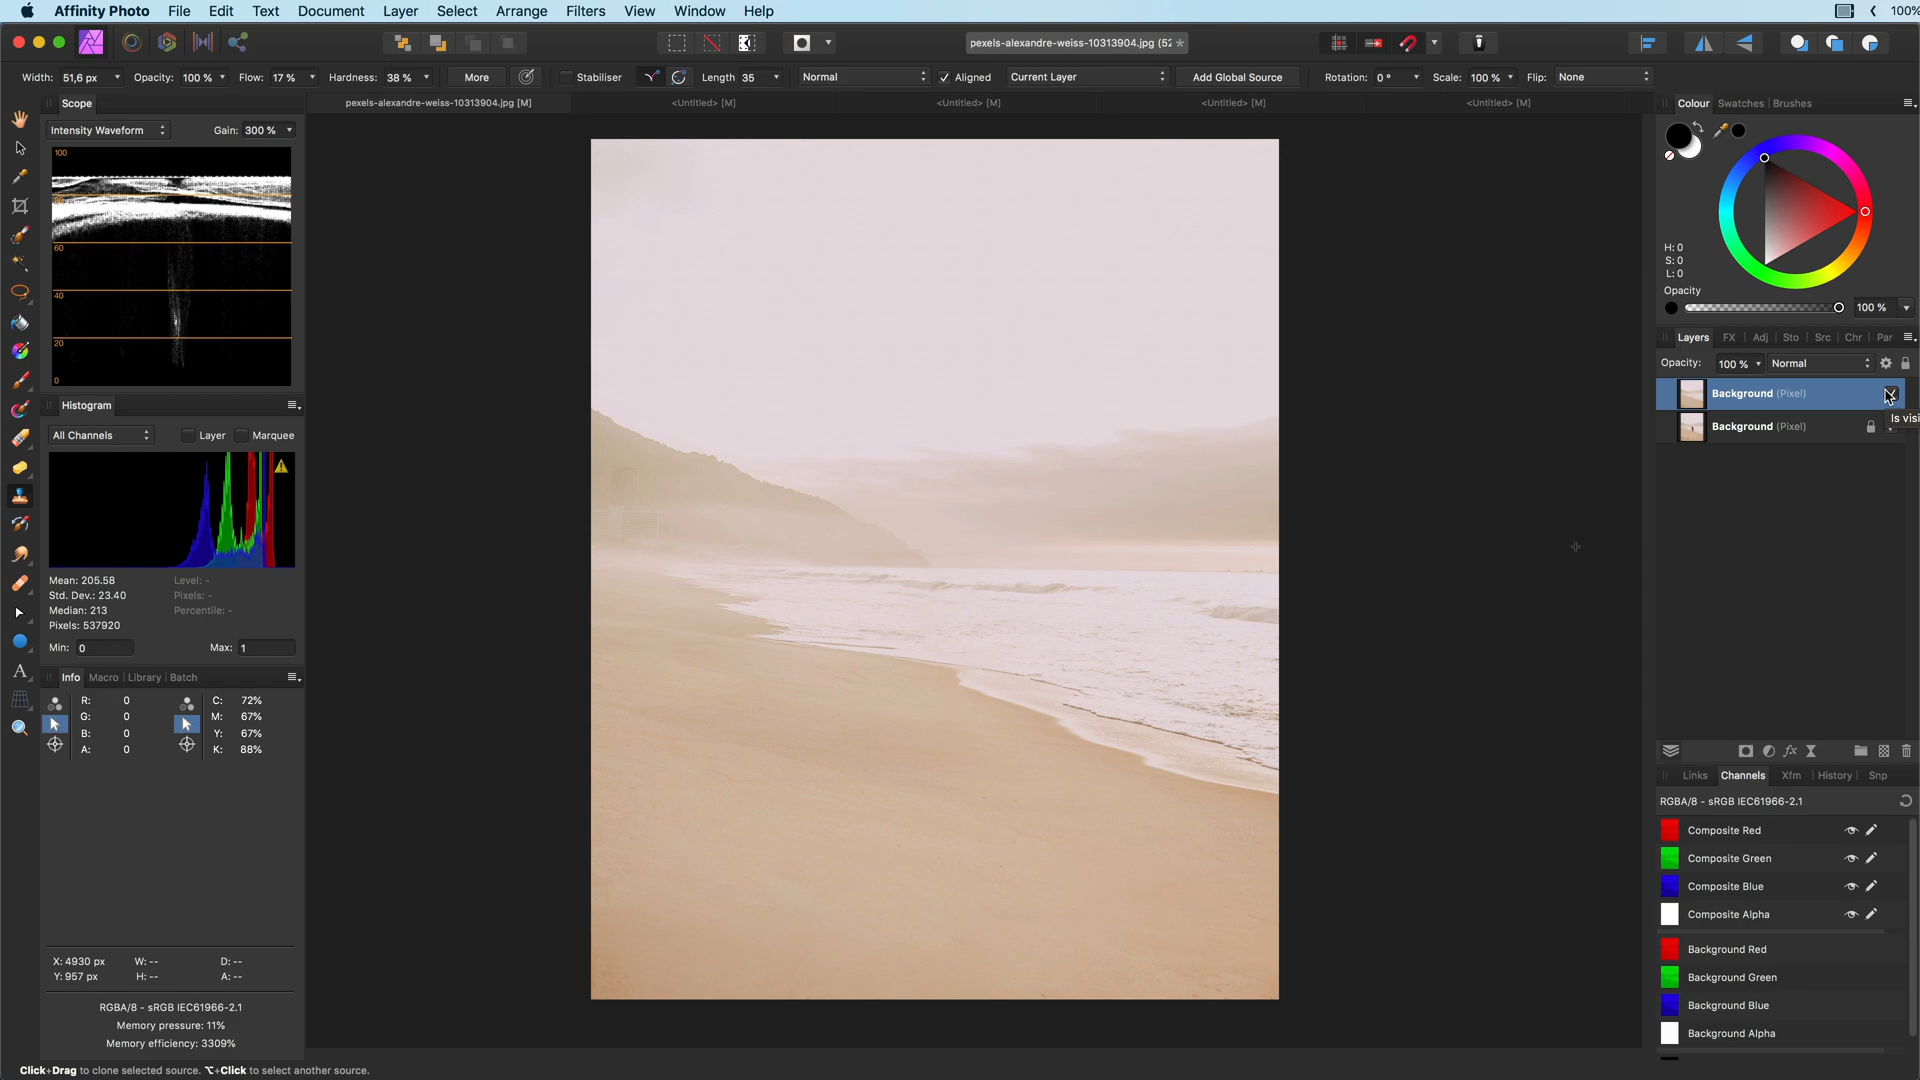 Affinity Photo File Edit Text Document Layer Select Arrange Filters View Window Help 100%
pexels-alexandre-weiss-10313904.jpg (52
Width: 51,6 px Opacity: 100 % Flow: 17 % Hardness: 38 % More Stabiliser Length 35 Normal Aligned Current Layer Add Global Source Rotation: 0° Scale: 100 % Flip: None
Scope
pexels-alexandre-weiss-10313904.jpg [M] <Untitled> [M] <Untitled> [M] <Untitled> [M] <Untitled> [M]
Colour Swatches Brushes
Intensity Waveform Gain: 300 %
100
60
40
20
0
H: 0
S: 0
L: 0
Opacity
100 %
Layers FX Adj Sto Src Chr Par
Opacity: 100 % Normal
Background (Pixel)
Is visi
Background (Pixel)
Histogram
All Channels Layer Marquee
Mean: 205.58 Level: -
Std. Dev.: 23.40 Pixels: -
Median: 213 Percentile: -
Pixels: 537920
Min: 0 Max: 1
Info Macro Library Batch
R: 0 C: 72%
G: 0 M: 67%
B: 0 Y: 67%
A: 0 K: 88%
Links Channels Xfm History Snp
RGBA/8 - sRGB IEC61966-2.1
Composite Red
Composite Green
Composite Blue
Composite Alpha
Background Red
Background Green
Background Blue
Background Alpha
X: 4930 px W: -- D: --
Y: 957 px H: -- A: --
RGBA/8 - sRGB IEC61966-2.1
Memory pressure: 11%
Memory efficiency: 3309%
Click+Drag to clone selected source. ⌥+Click to select another source.